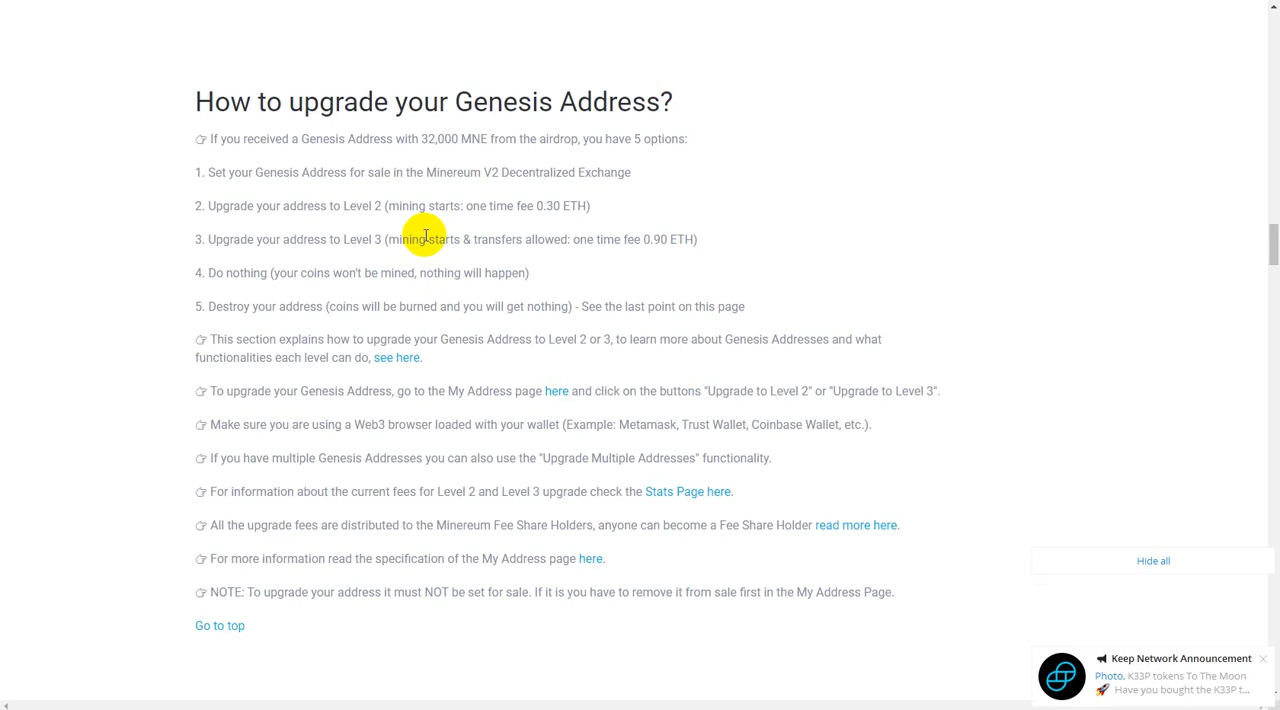 How to upgrade your Genesis Address?
👉 If you received a Genesis Address with 32,000 MNE from the airdrop, you have 5 options:
1. Set your Genesis Address for sale in the Minereum V2 Decentralized Exchange
2. Upgrade your address to Level 2 (mining starts: one time fee 0.30 ETH)
3. Upgrade your address to Level 3 (mining starts & transfers allowed: one time fee 0.90 ETH)
4. Do nothing (your coins won't be mined, nothing will happen)
5. Destroy your address (coins will be burned and you will get nothing) - See the last point on this page
👉 This section explains how to upgrade your Genesis Address to Level 2 or 3, to learn more about Genesis Addresses and what
functionalities each level can do, see here.
👉 To upgrade your Genesis Address, go to the My Address page here and click on the buttons "Upgrade to Level 2" or "Upgrade to Level 3".
👉 Make sure you are using a Web3 browser loaded with your wallet (Example: Metamask, Trust Wallet, Coinbase Wallet, etc.).
👉 If you have multiple Genesis Addresses you can also use the "Upgrade Multiple Addresses" functionality.
👉 For information about the current fees for Level 2 and Level 3 upgrade check the Stats Page here.
👉 All the upgrade fees are distributed to the Minereum Fee Share Holders, anyone can become a Fee Share Holder read more here.
👉 For more information read the specification of the My Address page here.
👉 NOTE: To upgrade your address it must NOT be set for sale. If it is you have to remove it from sale first in the My Address Page.
Go to top
Hide all
Keep Network Announcement
Photo, K33P tokens To The Moon
🚀 Have you bought the K33P t...